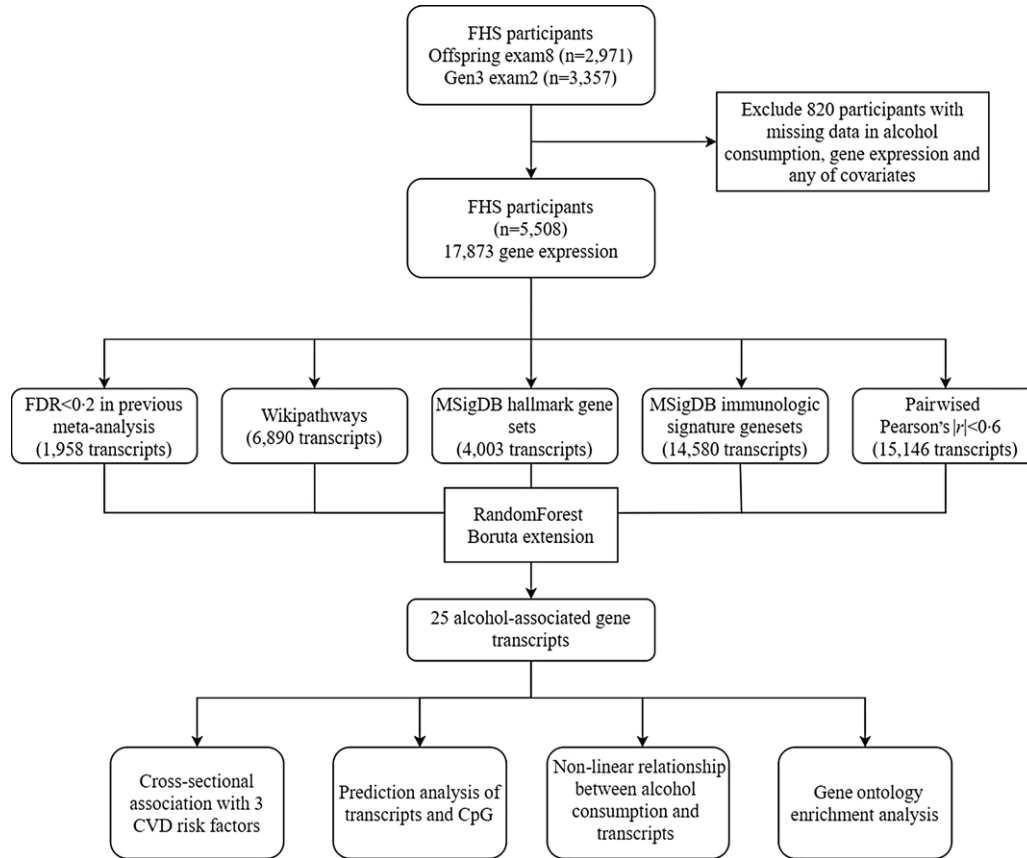 FHS participants
Offspring exam8 (n=2,971)
Gen3 exam2 (n=3,357)
Exclude 820 participants with
missing data in alcohol
consumption, gene expression and
any of covariates
FHS participants
(n=5,508)
17,873 gene expression
FDR<0·2 in previous
meta-analysis
(1,958 transcripts)
Wikipathways
(6,890 transcripts)
MSigDB hallmark gene
sets
(4,003 transcripts)
MSigDB immunologic
signature genesets
(14,580 transcripts)
Pairwised
Pearson's |r|<0·6
(15,146 transcripts)
RandomForest
Boruta extension
25 alcohol-associated gene
transcripts
Cross-sectional
association with 3
CVD risk factors
Prediction analysis of
transcripts and CpG
Non-linear relationship
between alcohol
consumption and
transcripts
Gene ontology
enrichment analysis